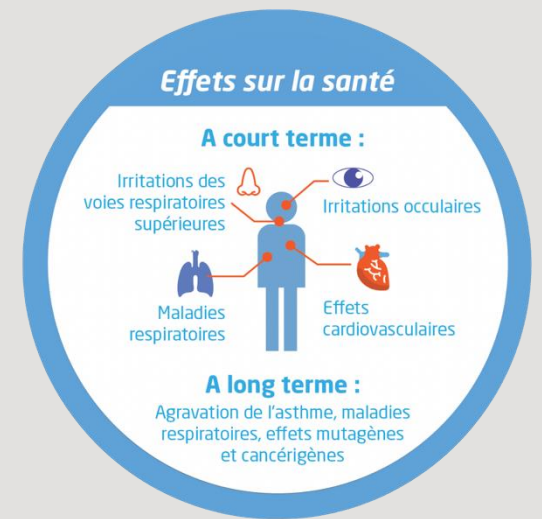 Effets sur la santé
A court terme :
Irritations des
voies respiratoires
supérieures
Irritations occulaires
Maladies
respiratoires
Effets
cardiovasculaires
A long terme :
Agravation de l'asthme, maladies
respiratoires, effets mutagènes
et cancérigènes